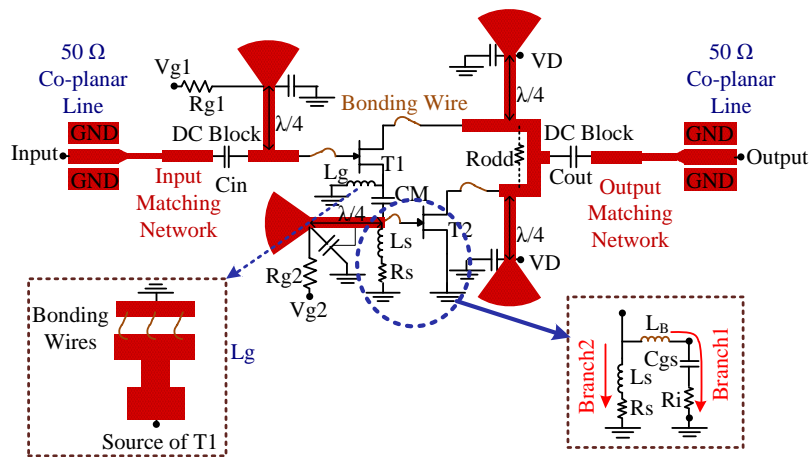 50 Ω
Co-planar
Line
GND
GND
Input
DC Block
Cin
Input
Matching
Network
Vg1
Rg1
λ/4
Bonding Wire
T1
Lg
CM
λ/4
Ls
Rs
T2
Rg2
Vg2
VD
λ/4
Rodd
VD
λ/4
DC Block
Cout
Output
Matching
Network
50 Ω
Co-planar
Line
GND
GND
Output
Bonding
Wires
Lg
Source of T1
Branch2
LB
Cgs
Ls
Rs
Ri
Branch1